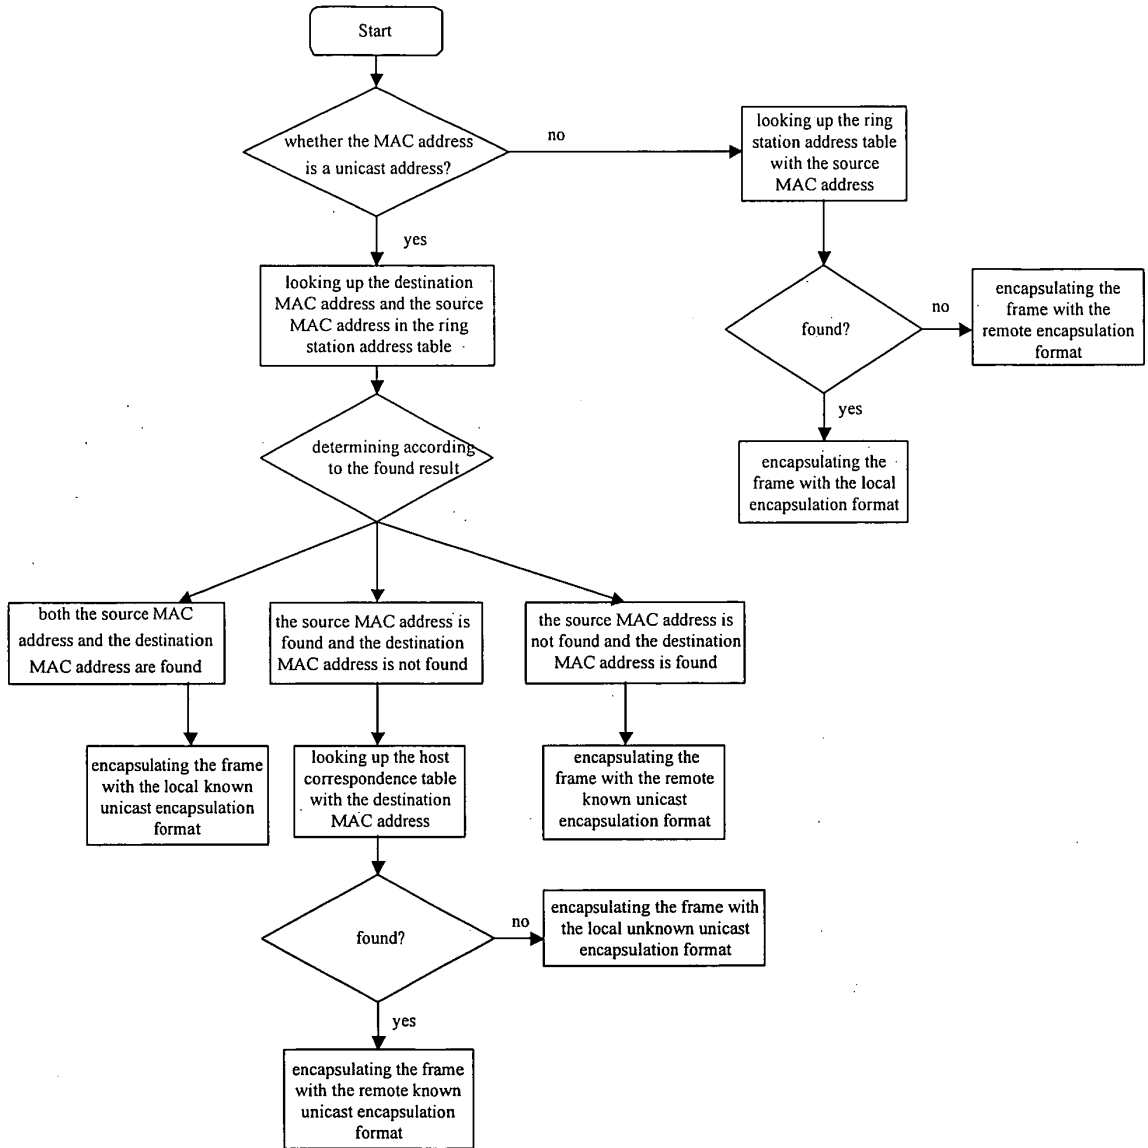 Start
whether the MAC address
is a unicast address?
no
looking up the ring
station address table
with the source
MAC address
yes
looking up the destination
MAC address and the source
MAC address in the ring
station address table
found?
no
encapsulating the
frame with the
remote encapsulation
format
yes
encapsulating the
frame with the local
encapsulation format
determining according
to the found result
both the source MAC
address and the destination
MAC address are found
the source MAC address is
found and the destination
MAC address is not found
the source MAC address is
not found and the destination
MAC address is found
encapsulating the frame
with the local known
unicast encapsulation
format
looking up the host
correspondence table
with the destination
MAC address
encapsulating the
frame with the remote
known unicast
encapsulation format
found?
no
encapsulating the frame with
the local unknown unicast
encapsulation format
yes
encapsulating the frame
with the remote known
unicast encapsulation
format